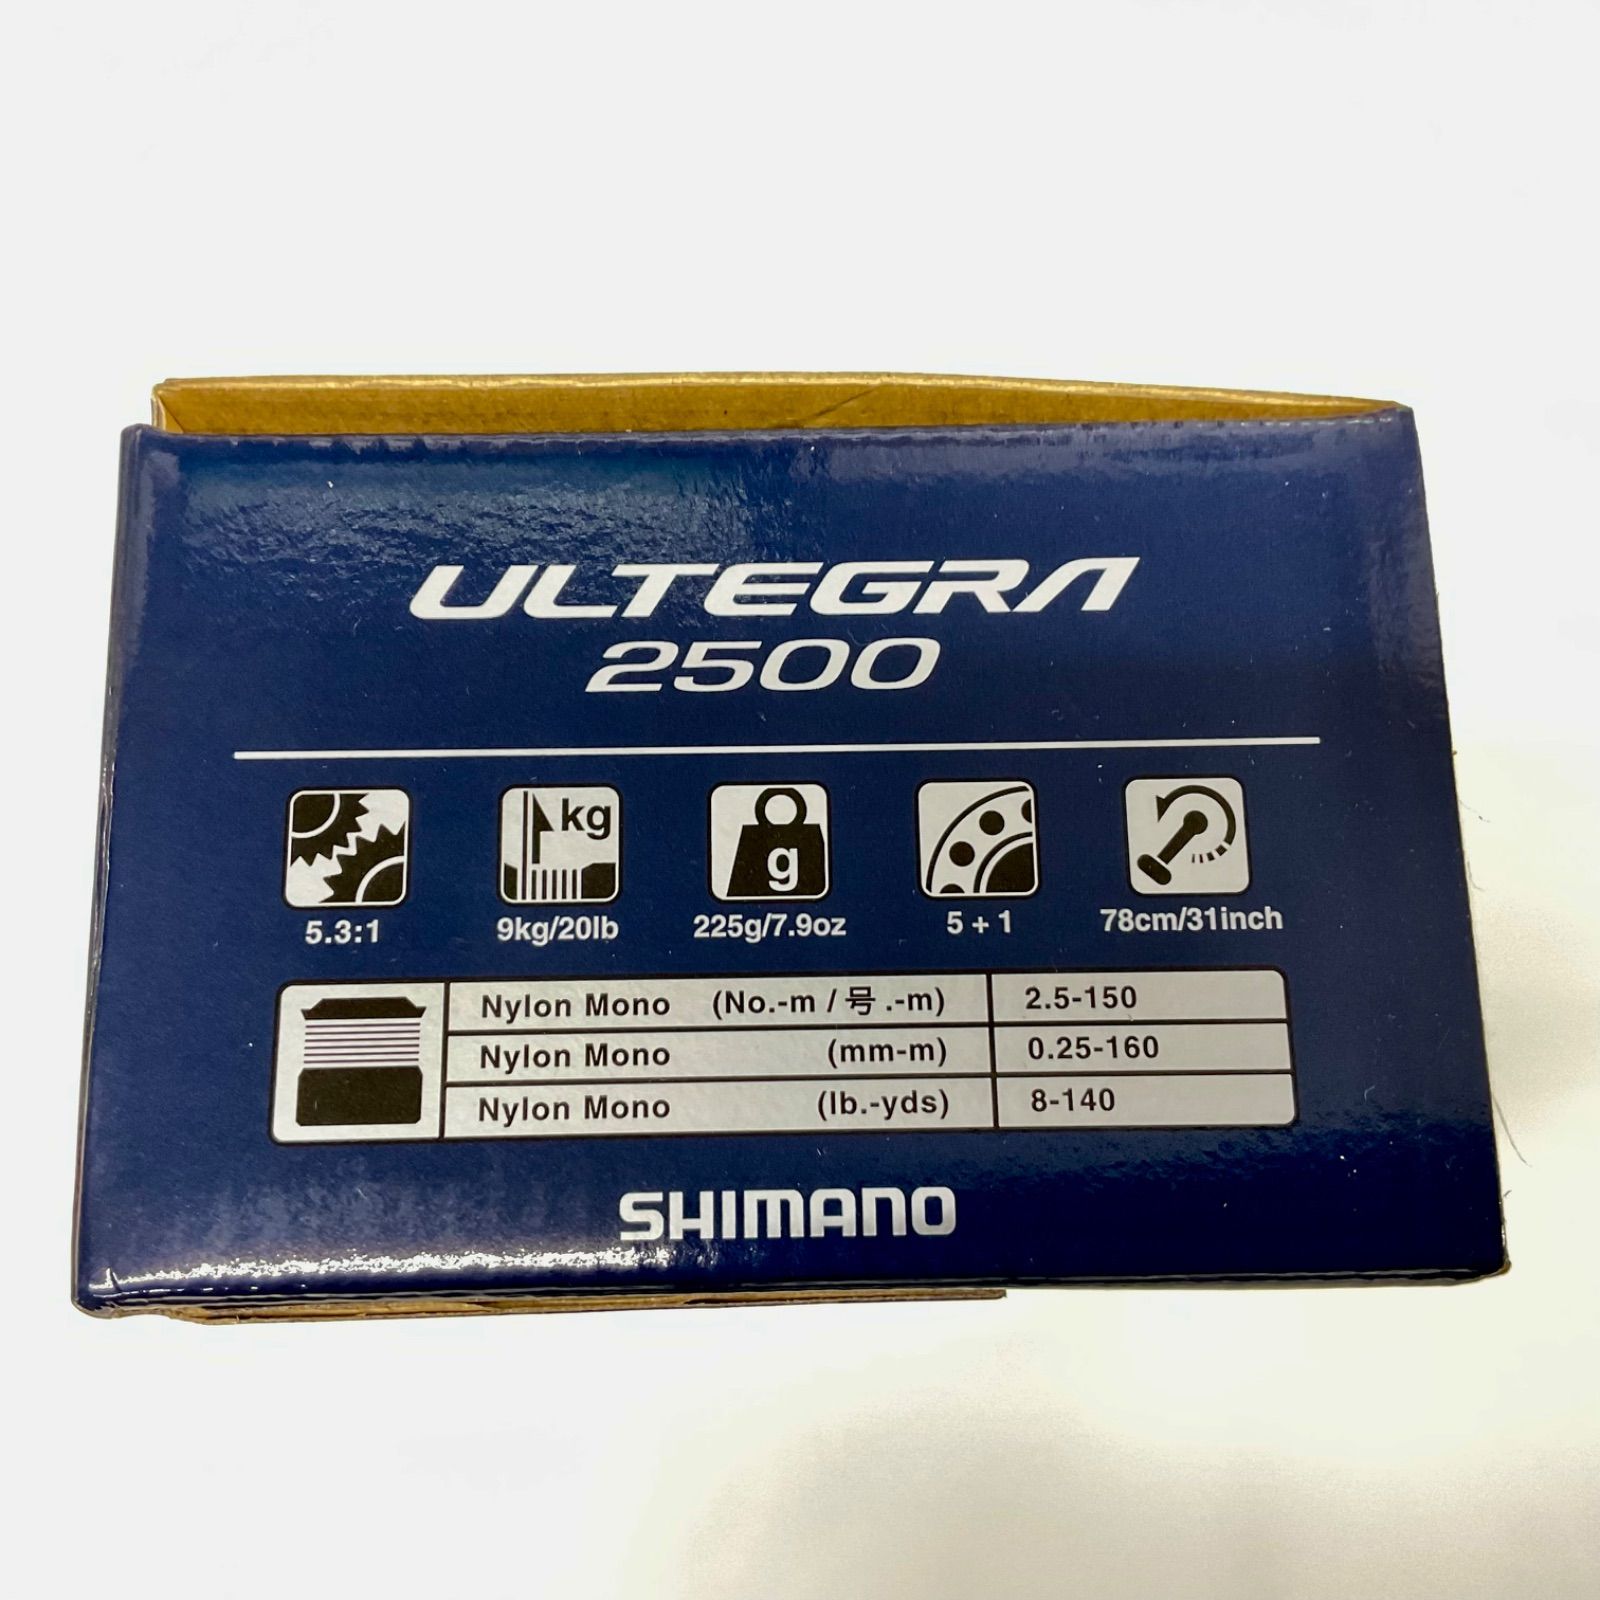 ULTEGRA
2500
kg
g
5.3:1 9kg/20lb 225g/7.9oz 5+1 78cm/31inch
Nylon Mono (No.-m / 号.-m) 2.5-150
Nylon Mono (mm-m) 0.25-160
Nylon Mono (lb.-yds) 8-140
SHIMANO